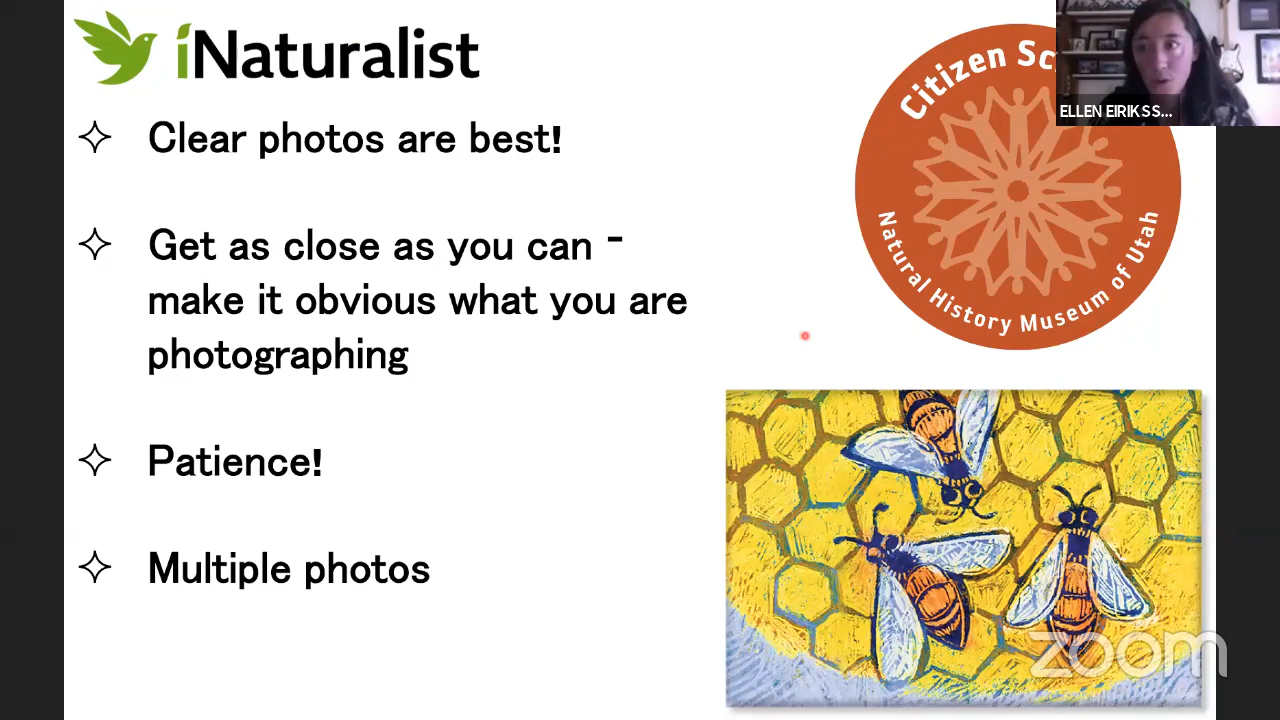 iNaturalist
Clear photos are best!
Get as close as you can -
make it obvious what you are
photographing
Patience!
Multiple photos
Citizen Sc
Natural History Museum of Utah
ELLEN EIRIKSS...
zoom